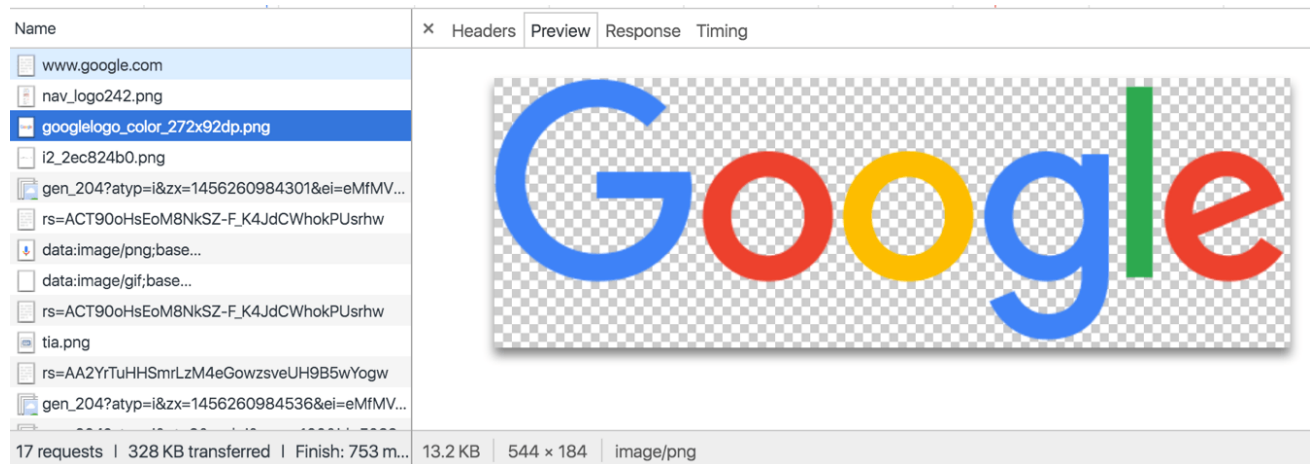 Name
www.google.com
nav_logo242.png
googlelogo_color_272x92dp.png
i2_2ec824b0.png
gen_204?atyp=i&zx=1456260984301&ei=eMfMV...
rs=ACT90oHsEoM8NkSZ-F_K4JdCWhokPUsrhw
data:image/png;base...
data:image/gif;base...
rs=ACT90oHsEoM8NkSZ-F_K4JdCWhokPUsrhw
tia.png
rs=AA2YrTuHHSmrLzM4eGowzsveUH9B5wYogw
gen_204?atyp=i&zx=1456260984536&ei=eMfMV...
17 requests | 328 KB transferred | Finish: 753 m...
× Headers Preview Response Timing
Google
13.2 KB 544 × 184 image/png